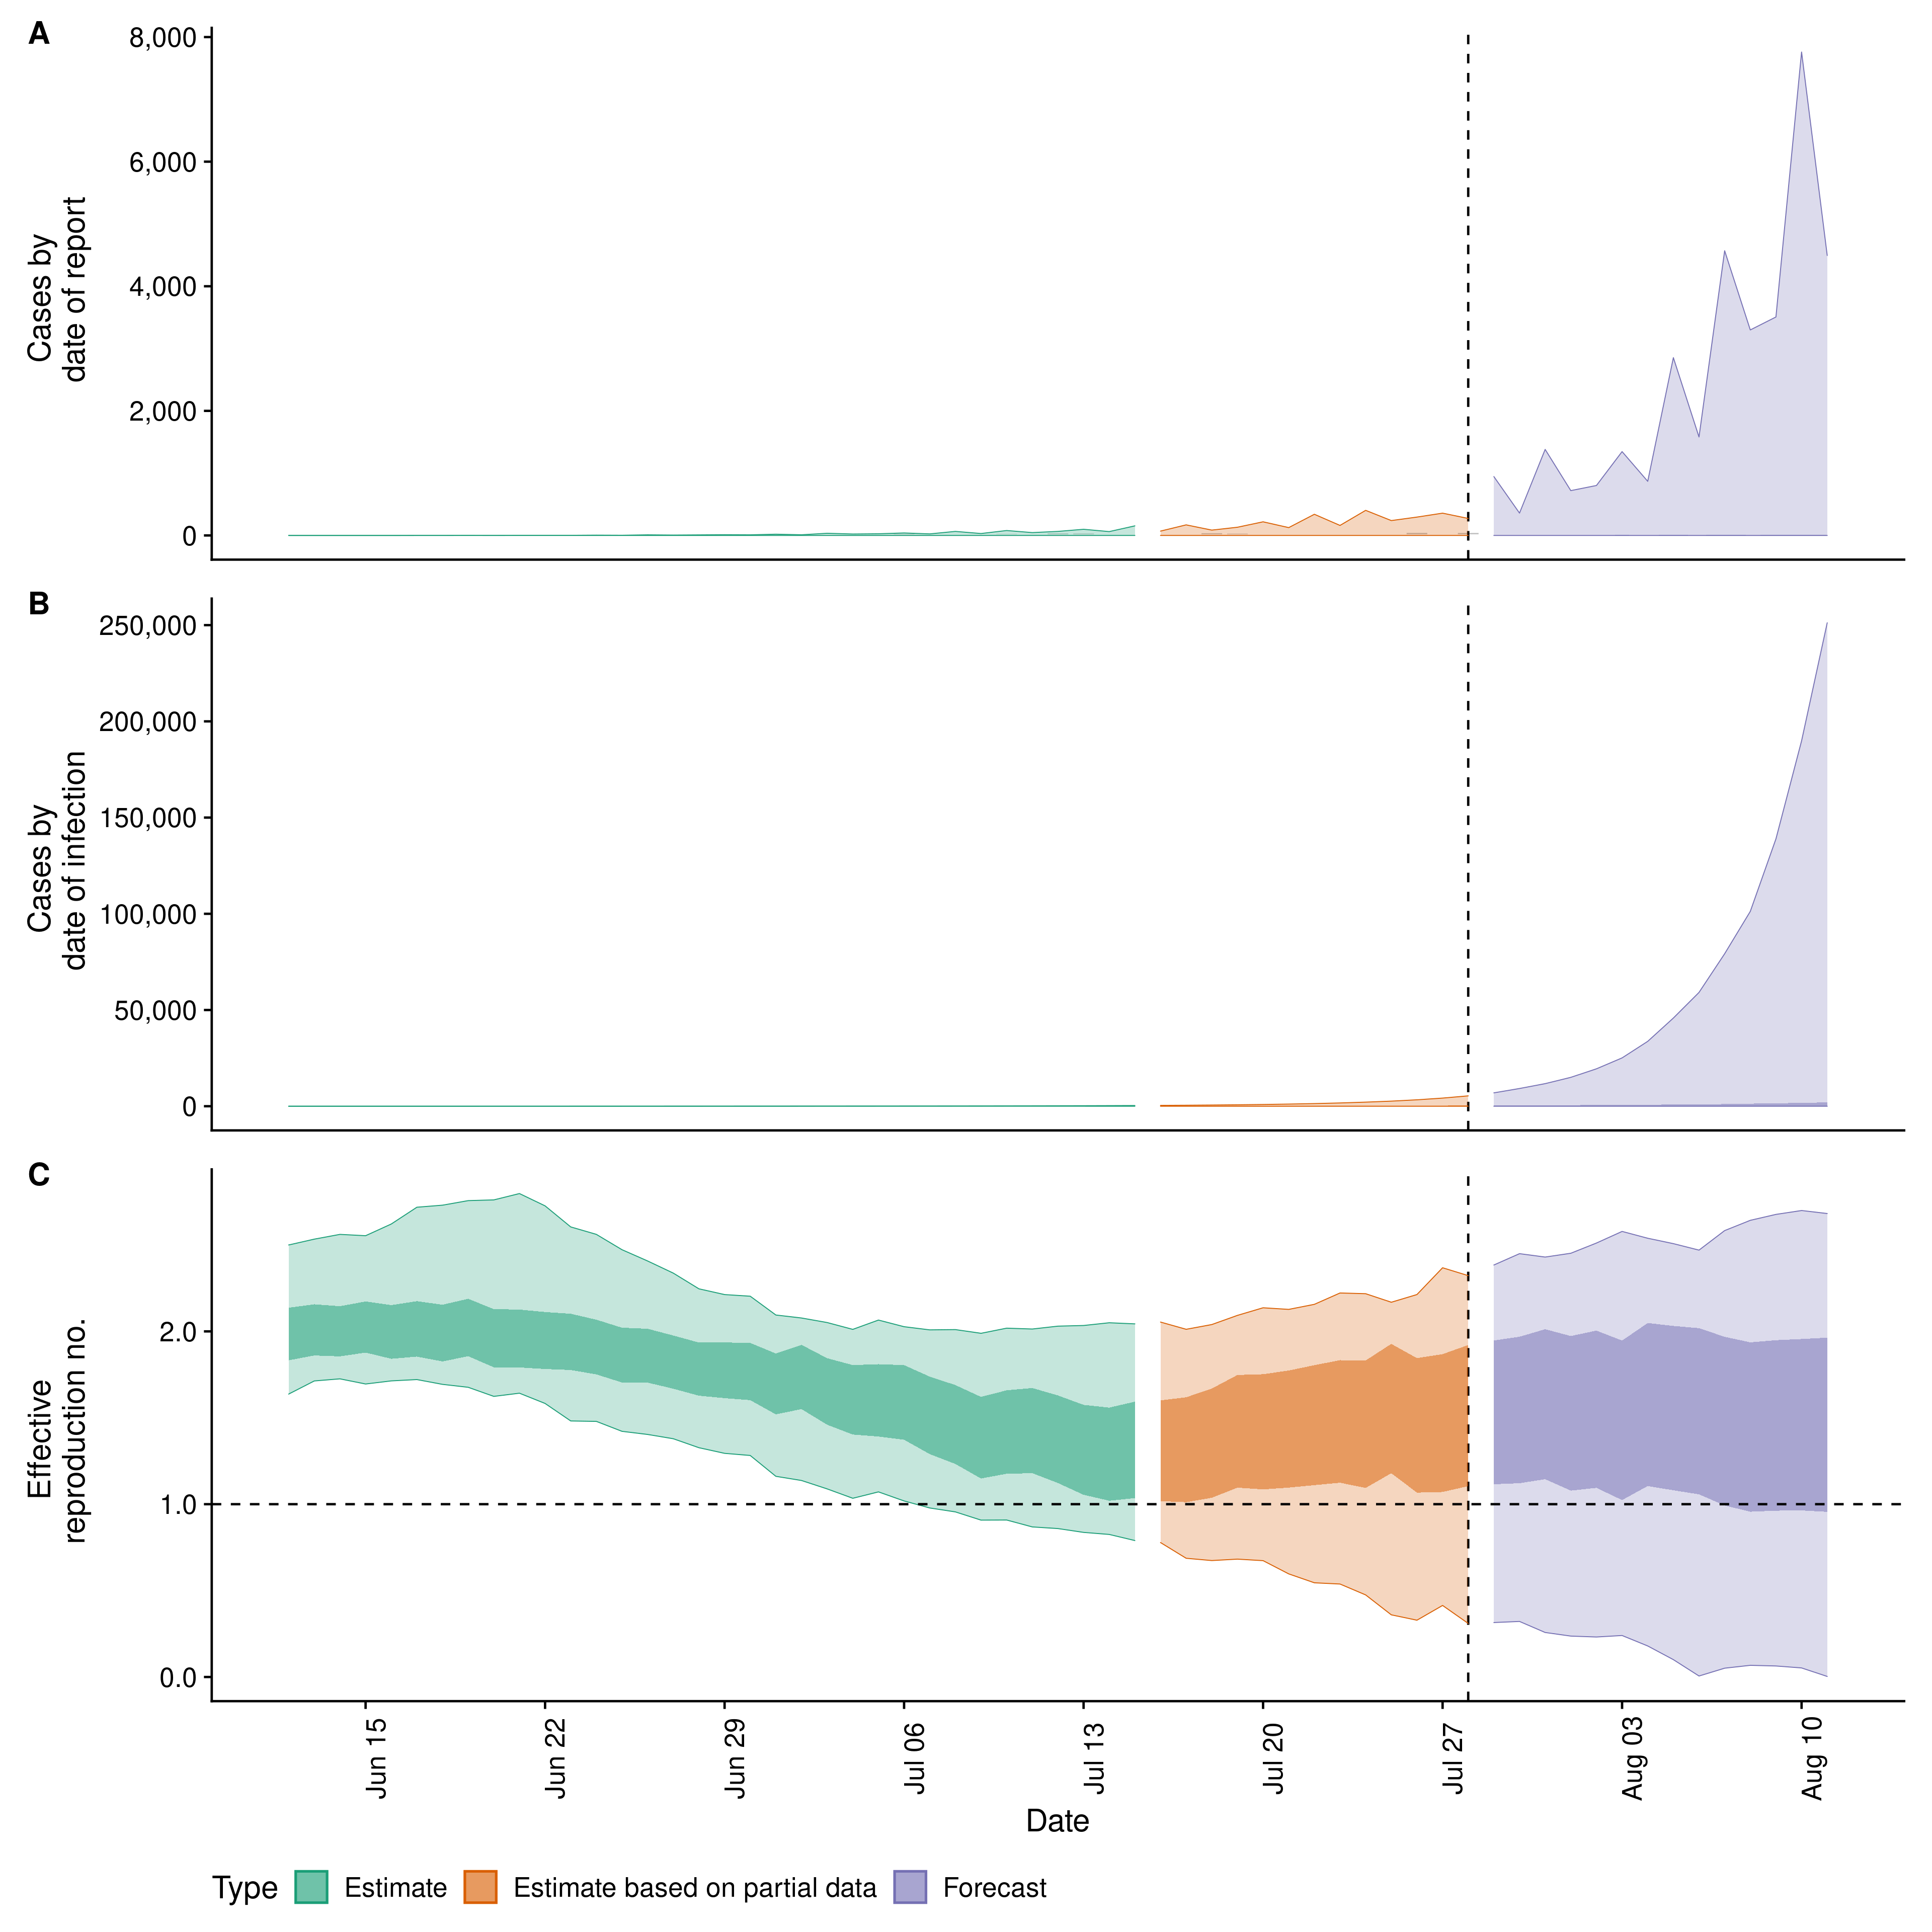 A
8,000
6,000
4,000
2,000
0
Cases by
date of report
B
250,000
200,000
150,000
100,000
50,000
0
Cases by
date of infection
C
2.0
1.0
0.0
Effective
reproduction no.
Jun 15
Jun 22
Jun 29
Jul 06
Jul 13
Jul 20
Jul 27
Aug 03
Aug 10
Date
Type Estimate Estimate based on partial data Forecast